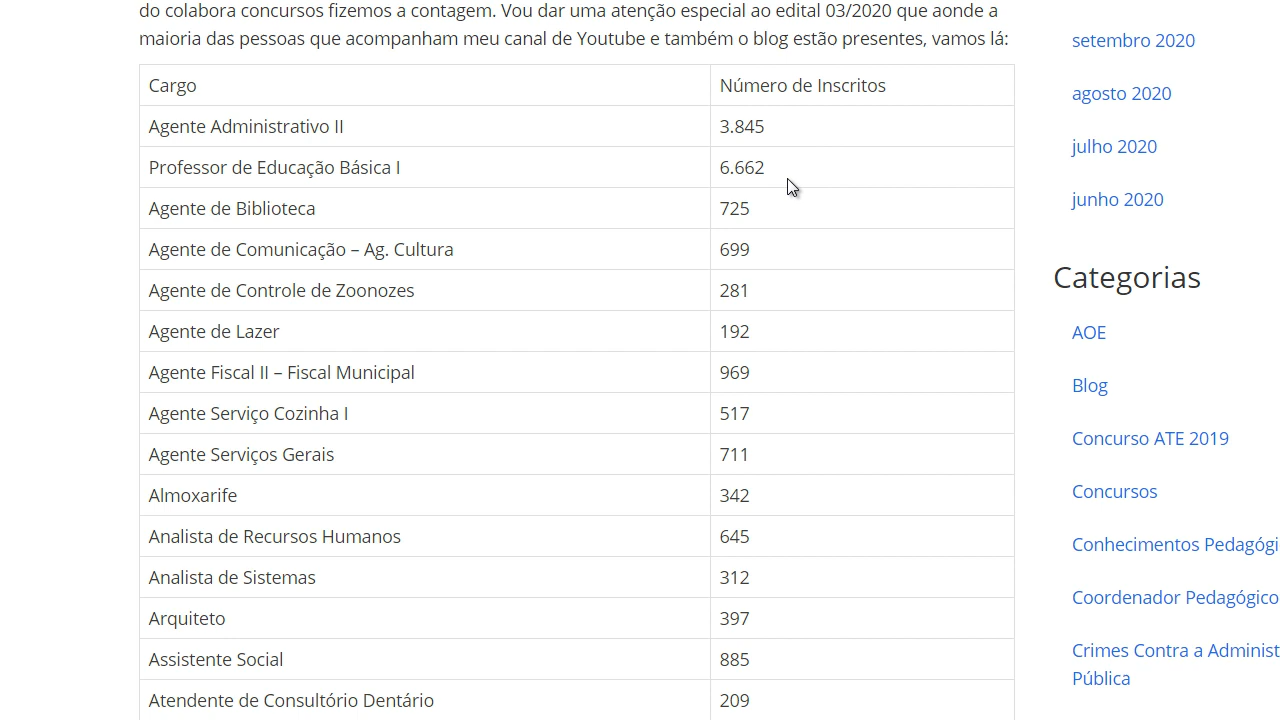 do colabora concursos fizemos a contagem. Vou dar uma atenção especial ao edital 03/2020 que aonde a
maioria das pessoas que acompanham meu canal de Youtube e também o blog estão presentes, vamos lá:
Cargo Número de Inscritos
Agente Administrativo II 3.845
Professor de Educação Básica I 6.662
Agente de Biblioteca 725
Agente de Comunicação – Ag. Cultura 699
Agente de Controle de Zoonozes 281
Agente de Lazer 192
Agente Fiscal II – Fiscal Municipal 969
Agente Serviço Cozinha I 517
Agente Serviços Gerais 711
Almoxarife 342
Analista de Recursos Humanos 645
Analista de Sistemas 312
Arquiteto 397
Assistente Social 885
Atendente de Consultório Dentário 209
setembro 2020
agosto 2020
julho 2020
junho 2020
Categorias
AOE
Blog
Concurso ATE 2019
Concursos
Conhecimentos Pedagógi
Coordenador Pedagógico
Crimes Contra a Administ
Pública